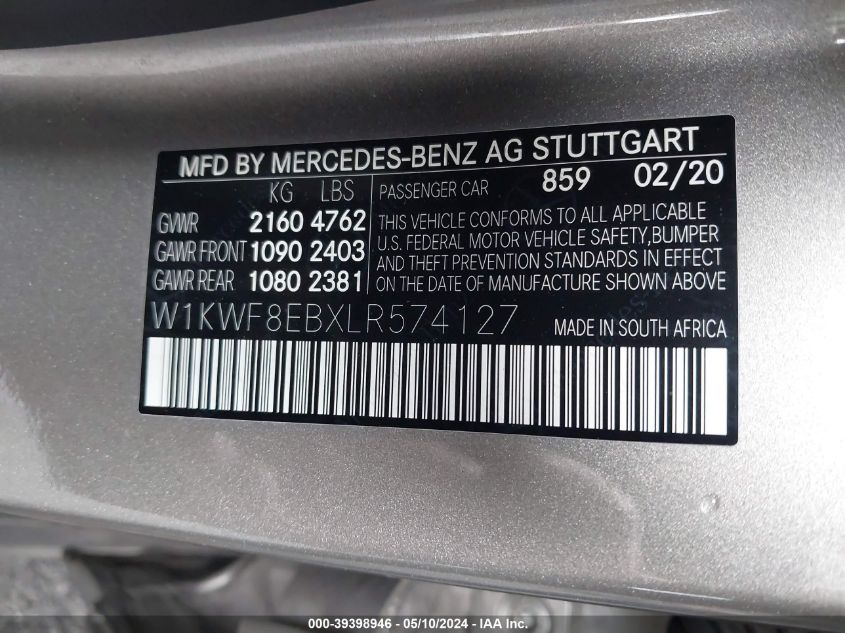 MFD BY MERCEDES-BENZ AG STUTTGART
KG LBS
GVWR 2160 4762
GAWR FRONT 1090 2403
GAWR REAR 1080 2381
PASSENGER CAR 859 02/20
THIS VEHICLE CONFORMS TO ALL APPLICABLE
U.S. FEDERAL MOTOR VEHICLE SAFETY,BUMPER
AND THEFT PREVENTION STANDARDS IN EFFECT
ON THE DATE OF MANUFACTURE SHOWN ABOVE
W1KWF8EBXLR574127 MADE IN SOUTH AFRICA
000-39398946 / 05/10/2024 - IAA Inc.